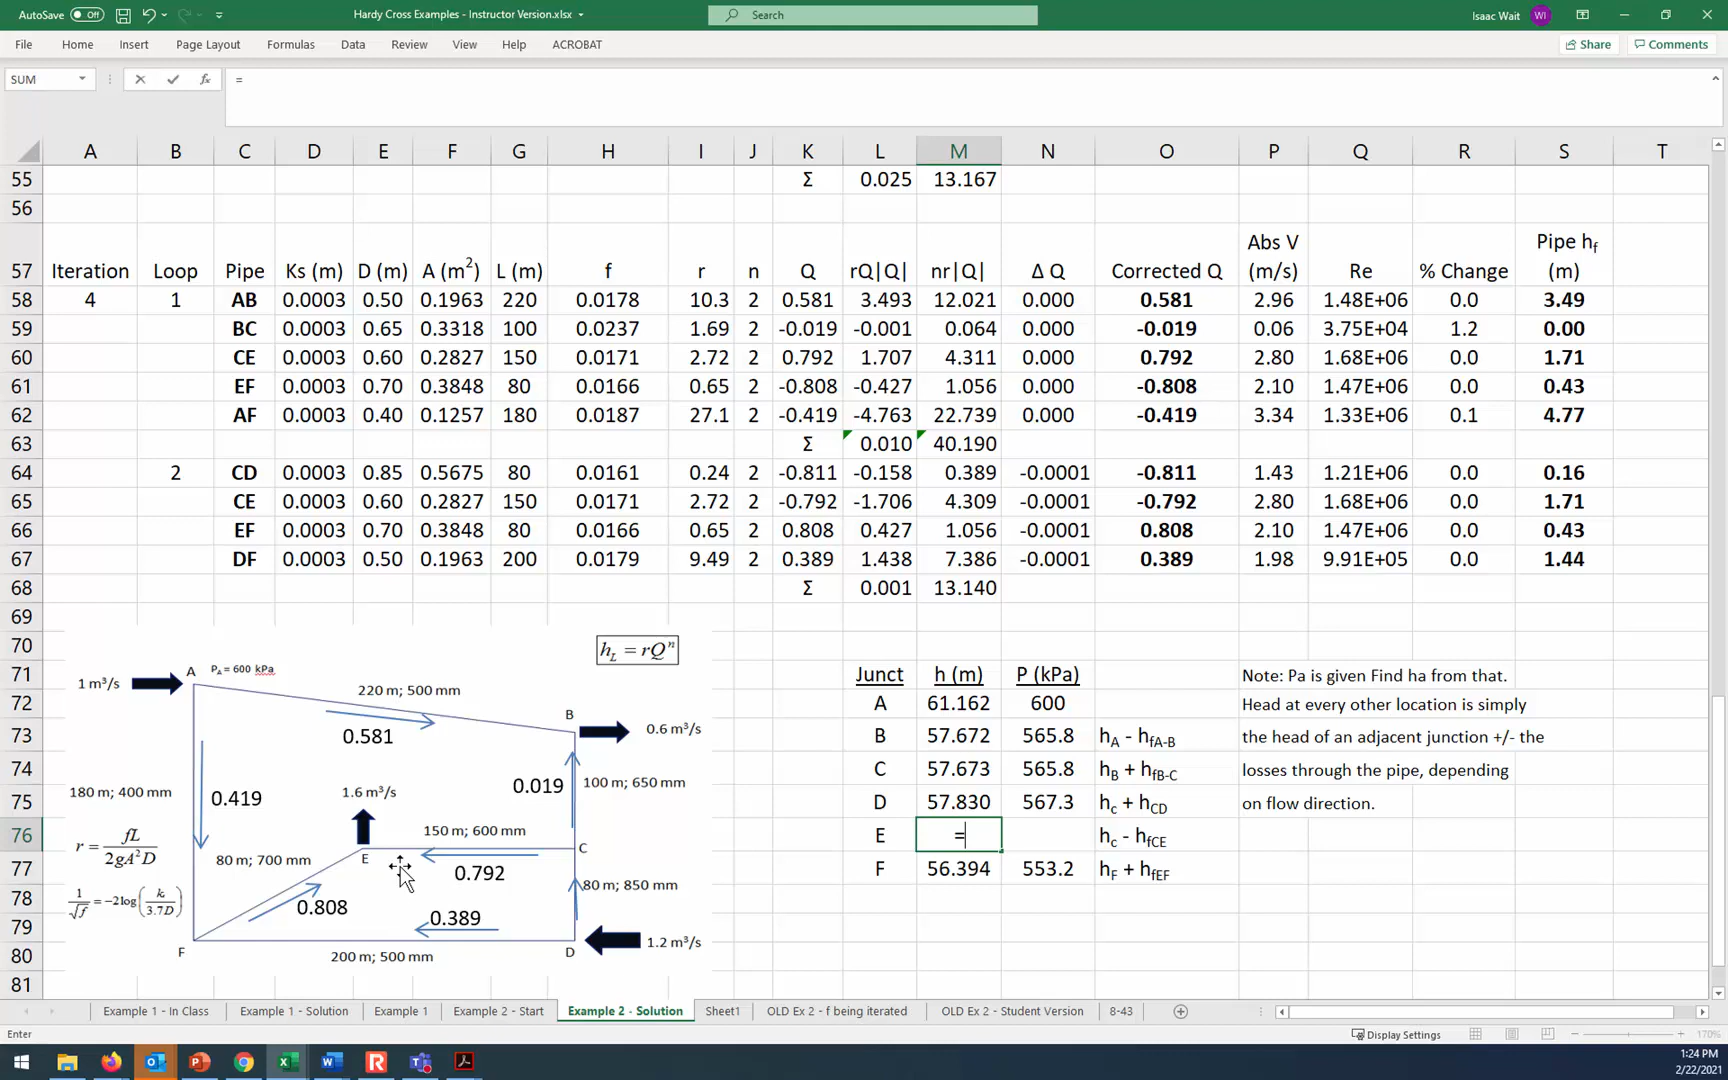 AutoSave Off
Hardy Cross Examples - Instructor Version.xlsx
Search
Isaac Wait
WI
File Home Insert Page Layout Formulas Data Review View Help ACROBAT
Share Comments
SUM
fx
=
A B C D E F G H I J K L M N O P Q R S T
55 Σ 0.025 13.167
56
57 Iteration Loop Pipe Ks (m) D (m) A (m²) L (m) f r n Q rQ|Q| nr|Q| Δ Q Corrected Q Abs V (m/s) Re % Change Pipe hf (m)
58 4 1 AB 0.0003 0.50 0.1963 220 0.0178 10.3 2 0.581 3.493 12.021 0.000 0.581 2.96 1.48E+06 0.0 3.49
59 BC 0.0003 0.65 0.3318 100 0.0237 1.69 2 -0.019 -0.001 0.064 0.000 -0.019 0.06 3.75E+04 1.2 0.00
60 CE 0.0003 0.60 0.2827 150 0.0171 2.72 2 0.792 1.707 4.311 0.000 0.792 2.80 1.68E+06 0.0 1.71
61 EF 0.0003 0.70 0.3848 80 0.0166 0.65 2 -0.808 -0.427 1.056 0.000 -0.808 2.10 1.47E+06 0.0 0.43
62 AF 0.0003 0.40 0.1257 180 0.0187 27.1 2 -0.419 -4.763 22.739 0.000 -0.419 3.34 1.33E+06 0.1 4.77
63 Σ 0.010 40.190
64 2 CD 0.0003 0.85 0.5675 80 0.0161 0.24 2 -0.811 -0.158 0.389 -0.0001 -0.811 1.43 1.21E+06 0.0 0.16
65 CE 0.0003 0.60 0.2827 150 0.0171 2.72 2 -0.792 -1.706 4.309 -0.0001 -0.792 2.80 1.68E+06 0.0 1.71
66 EF 0.0003 0.70 0.3848 80 0.0166 0.65 2 0.808 0.427 1.056 -0.0001 0.808 2.10 1.47E+06 0.0 0.43
67 DF 0.0003 0.50 0.1963 200 0.0179 9.49 2 0.389 1.438 7.386 -0.0001 0.389 1.98 9.91E+05 0.0 1.44
68 Σ 0.001 13.140
69
70
71 Junct h (m) P (kPa) Note: Pa is given Find ha from that.
72 A 61.162 600 Head at every other location is simply
73 B 57.672 565.8 hA - hfA-B the head of an adjacent junction +/- the
74 C 57.673 565.8 hB + hfB-C losses through the pipe, depending
75 D 57.830 567.3 hc + hCD on flow direction.
76 E = hc - hfCE
77 F 56.394 553.2 hF + hfEF
78
79
80
81
hL = rQⁿ
A PA = 600 kPa
1 m³/s
220 m; 500 mm
B
0.581
0.6 m³/s
180 m; 400 mm
0.419
1.6 m³/s
0.019
100 m; 650 mm
150 m; 600 mm
r = fL / 2gA²D
80 m; 700 mm
E
C
0.792
80 m; 850 mm
1/√f = -2log(ks/3.7D)
0.808
0.389
1.2 m³/s
F
200 m; 500 mm
D
Example 1 - In Class Example 1 - Solution Example 1 Example 2 - Start Example 2 - Solution Sheet1 OLD Ex 2 - f being iterated OLD Ex 2 - Student Version 8-43
Enter
Display Settings
170%
1:24 PM
2/22/2021